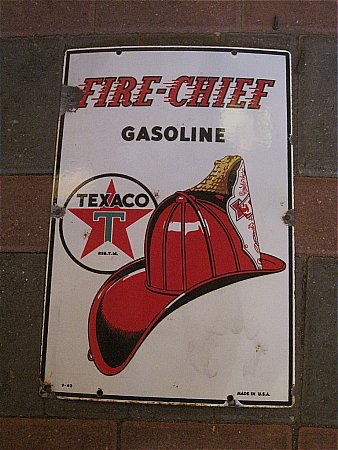 FIRE-CHIEF
GASOLINE
TEXACO
T
REG. T.M.
MADE IN U.S.A.